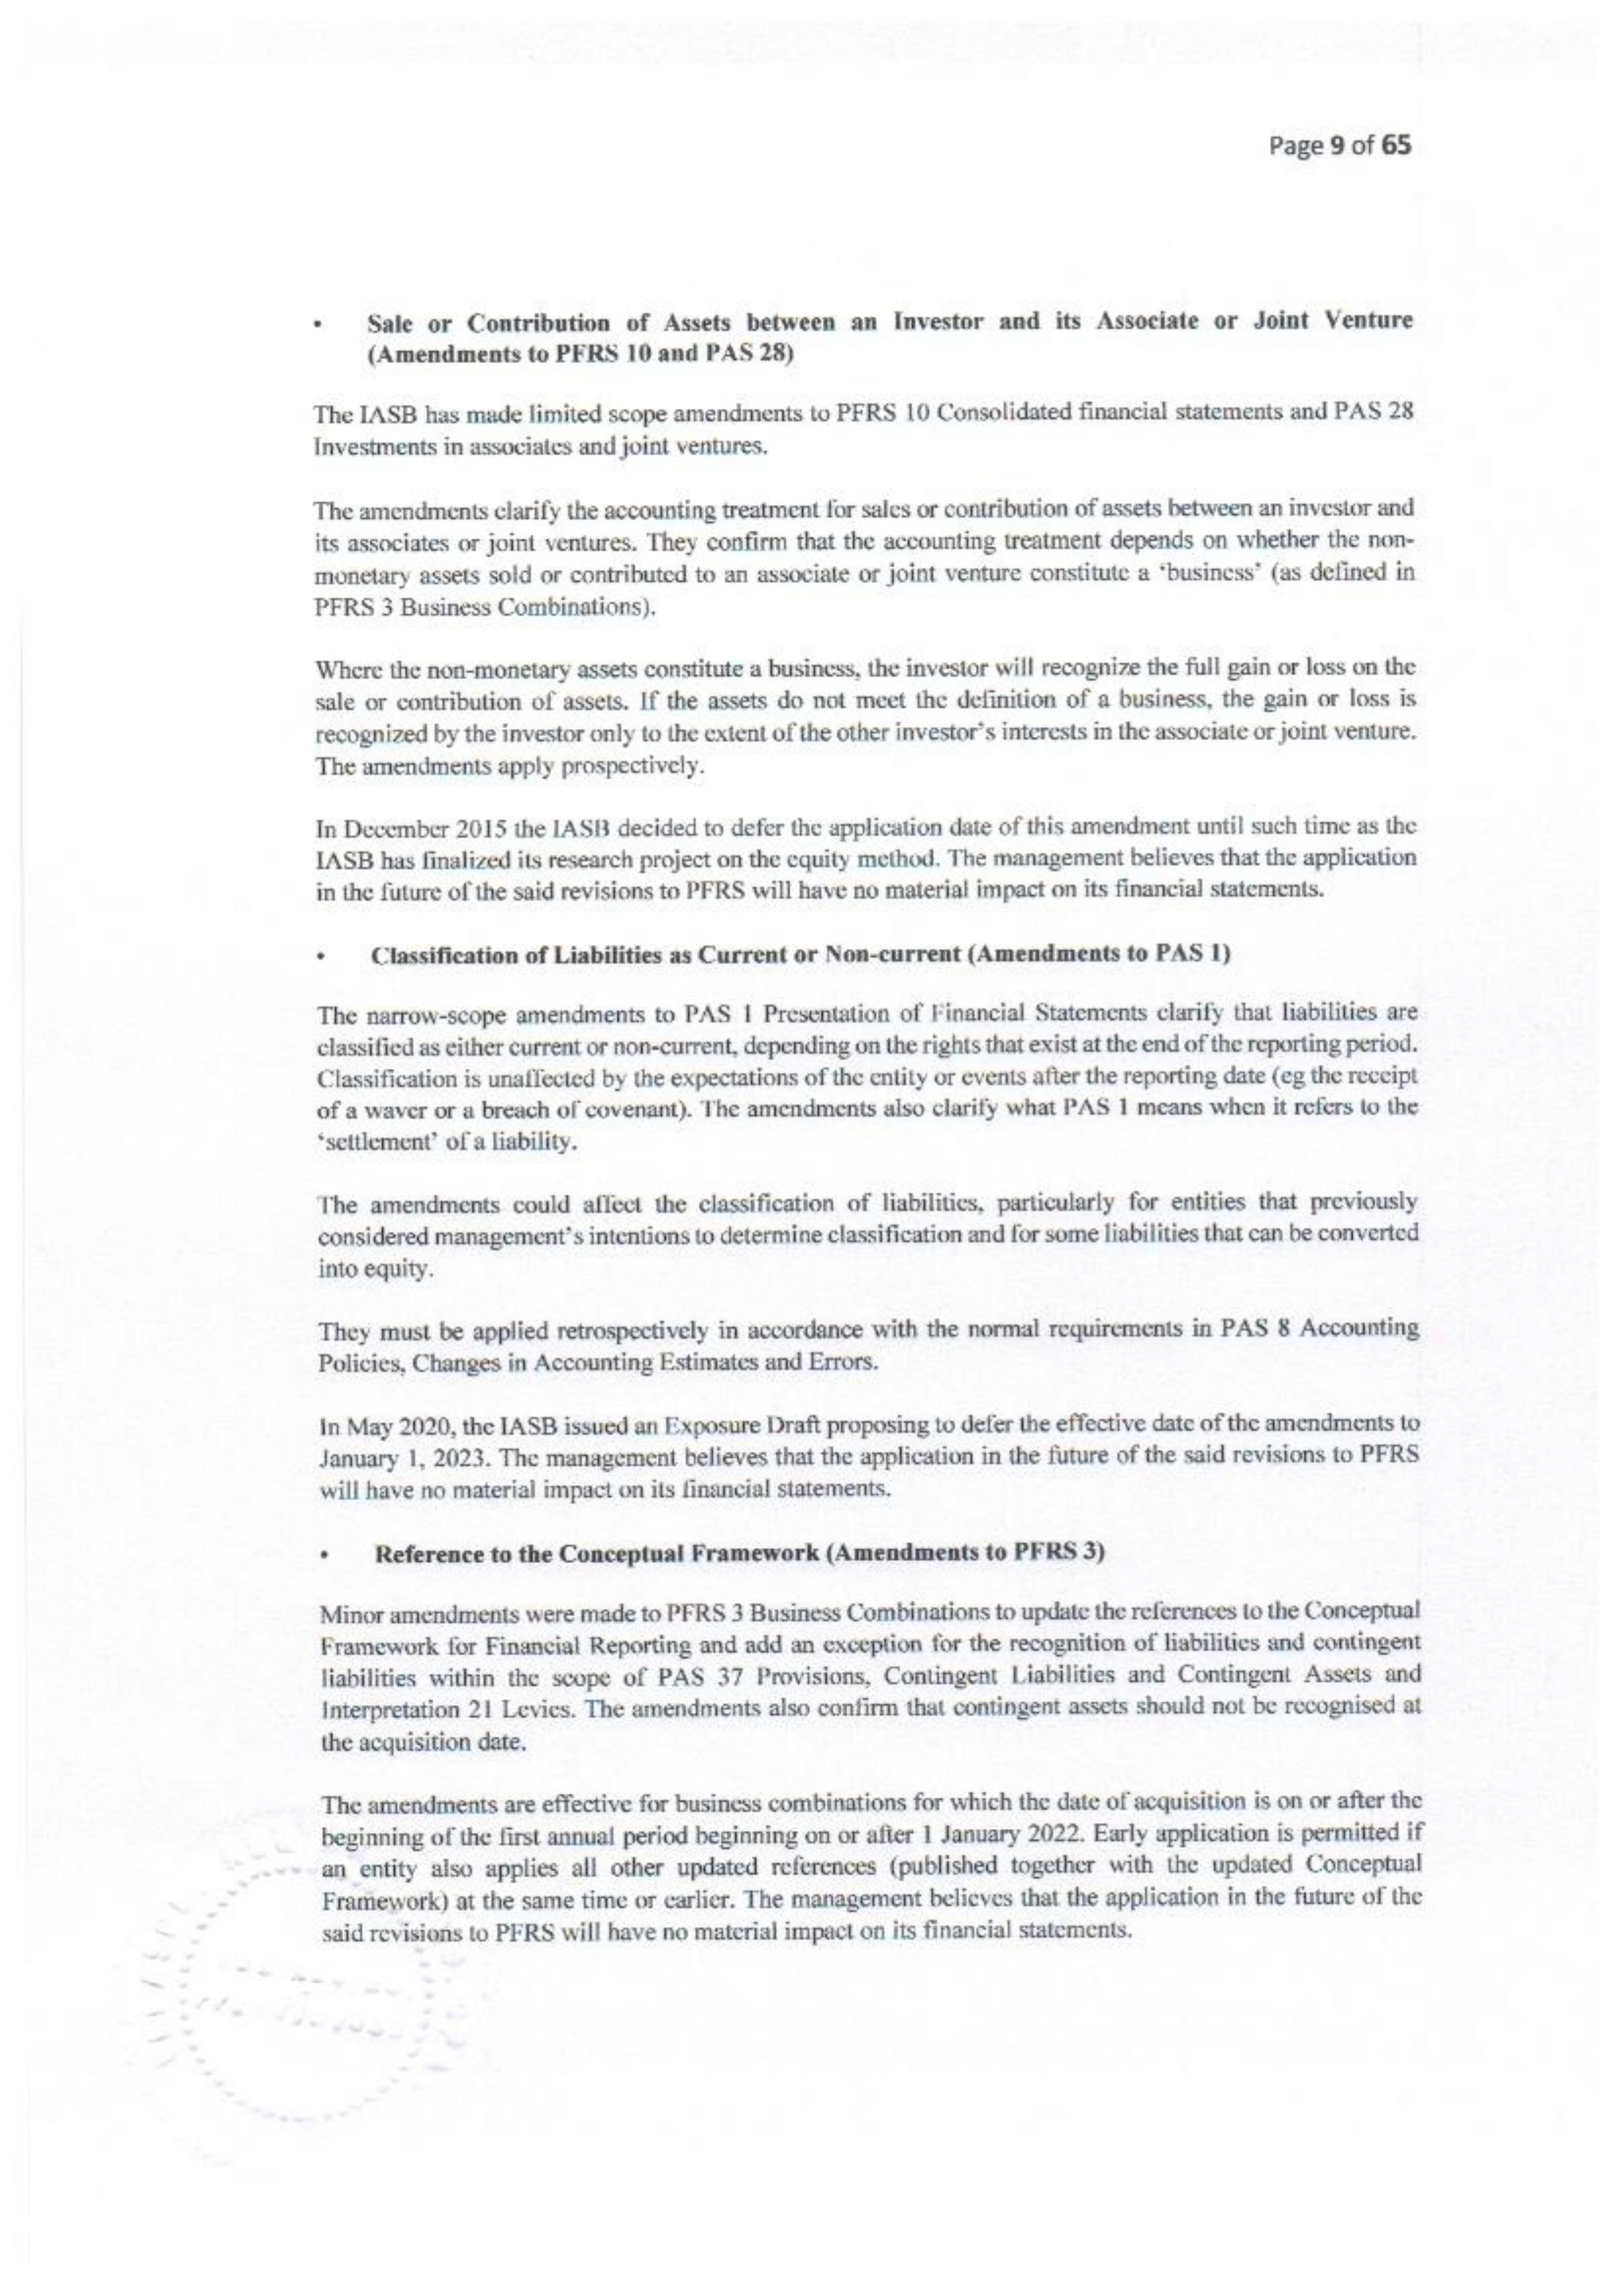 Page 9 of 65
• Sale or Contribution of Assets between an Investor and its Associate or Joint Venture
(Amendments to PFRS 10 and PAS 28)
The IASB has made limited scope amendments to PFRS 10 Consolidated financial statements and PAS 28
Investments in associates and joint ventures.
The amendments clarify the accounting treatment for sales or contribution of assets between an investor and
its associates or joint ventures. They confirm that the accounting treatment depends on whether the non-
monetary assets sold or contributed to an associate or joint venture constitute a ‘business’ (as defined in
PFRS 3 Business Combinations).
Where the non-monetary assets constitute a business, the investor will recognize the full gain or loss on the
sale or contribution of assets. If the assets do not meet the definition of a business, the gain or loss is
recognized by the investor only to the extent of the other investor’s interests in the associate or joint venture.
The amendments apply prospectively.
In December 2015 the IASB decided to defer the application date of this amendment until such time as the
IASB has finalized its research project on the equity method. The management believes that the application
in the future of the said revisions to PFRS will have no material impact on its financial statements.
• Classification of Liabilities as Current or Non-current (Amendments to PAS 1)
The narrow-scope amendments to PAS 1 Presentation of Financial Statements clarify that liabilities are
classified as either current or non-current, depending on the rights that exist at the end of the reporting period.
Classification is unaffected by the expectations of the entity or events after the reporting date (eg the receipt
of a waver or a breach of covenant). The amendments also clarify what PAS 1 means when it refers to the
‘settlement’ of a liability.
The amendments could affect the classification of liabilities, particularly for entities that previously
considered management’s intentions to determine classification and for some liabilities that can be converted
into equity.
They must be applied retrospectively in accordance with the normal requirements in PAS 8 Accounting
Policies, Changes in Accounting Estimates and Errors.
In May 2020, the IASB issued an Exposure Draft proposing to defer the effective date of the amendments to
January 1, 2023. The management believes that the application in the future of the said revisions to PFRS
will have no material impact on its financial statements.
• Reference to the Conceptual Framework (Amendments to PFRS 3)
Minor amendments were made to PFRS 3 Business Combinations to update the references to the Conceptual
Framework for Financial Reporting and add an exception for the recognition of liabilities and contingent
liabilities within the scope of PAS 37 Provisions, Contingent Liabilities and Contingent Assets and
Interpretation 21 Levies. The amendments also confirm that contingent assets should not be recognised at
the acquisition date.
The amendments are effective for business combinations for which the date of acquisition is on or after the
beginning of the first annual period beginning on or after 1 January 2022. Early application is permitted if
an entity also applies all other updated references (published together with the updated Conceptual
Framework) at the same time or earlier. The management believes that the application in the future of the
said revisions to PFRS will have no material impact on its financial statements.